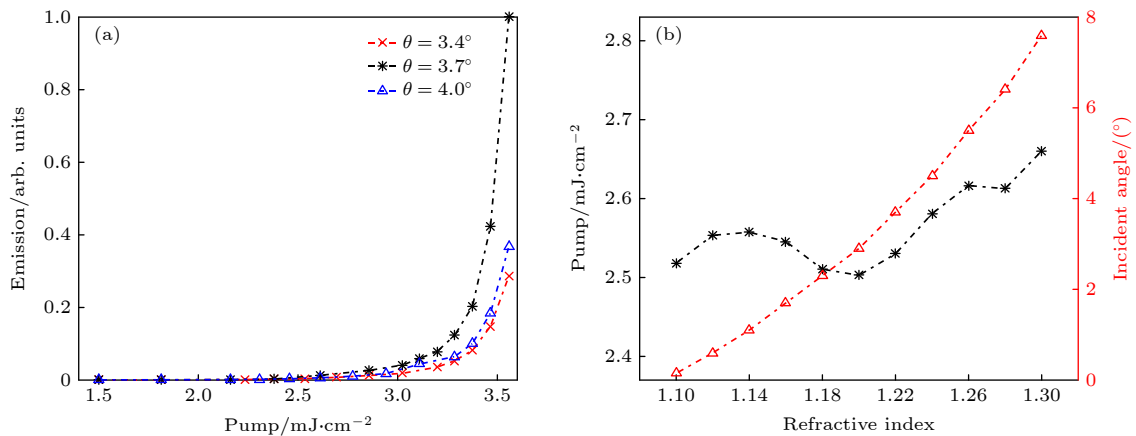 (a)
θ = 3.4°
θ = 3.7°
θ = 4.0°
1.0
0.8
0.6
0.4
0.2
0
Emission/arb. units
1.5 2.0 2.5 3.0 3.5
Pump/mJ·cm⁻²
(b)
2.8
2.7
2.6
2.5
2.4
Pump/mJ·cm⁻²
8
6
4
2
0
Incident angle/(°)
1.10 1.14 1.18 1.22 1.26 1.30
Refractive index